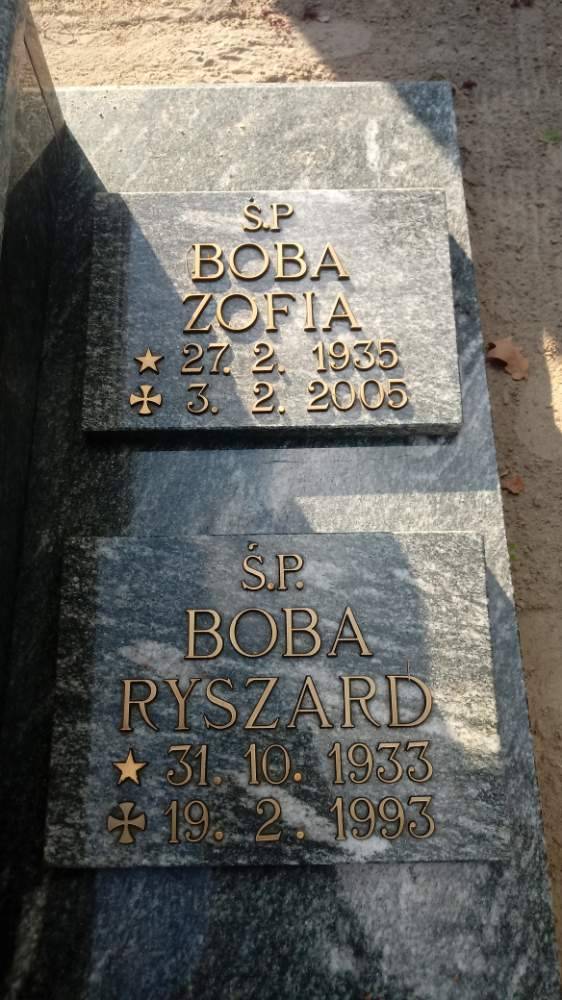 Ś.P
BOBA
ZOFIA
★ 27. 2. 1935
✠ 3. 2. 2005
Ś.P.
BOBA
RYSZARD
★ 31. 10. 1933
✠ 19. 2. 1993